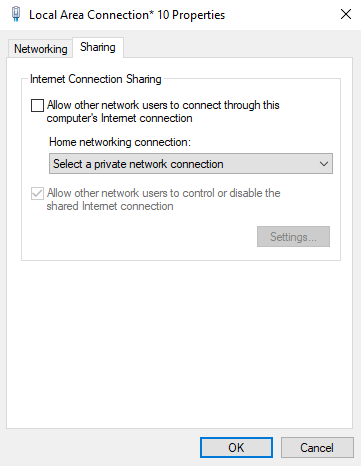 Local Area Connection* 10 Properties
Networking
Sharing
Internet Connection Sharing
Allow other network users to connect through this
computer's Internet connection
Home networking connection:
Select a private network connection
Allow other network users to control or disable the
shared Internet connection
Settings...
OK
Cancel